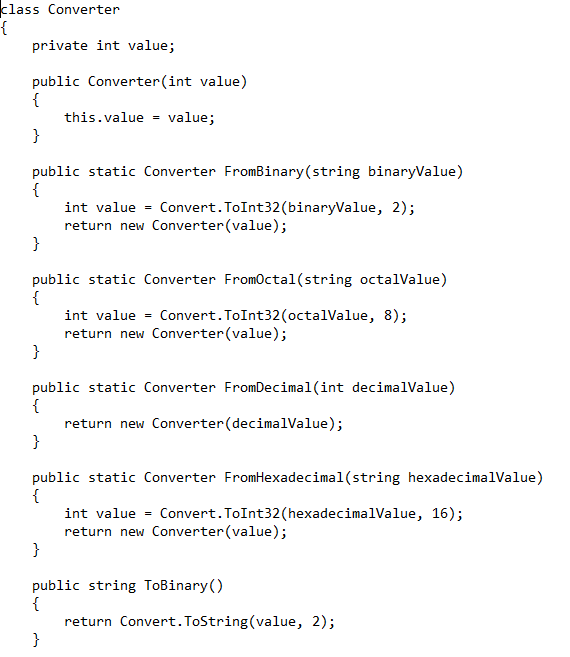 class Converter
{
    private int value;

    public Converter(int value)
    {
        this.value = value;
    }

    public static Converter FromBinary(string binaryValue)
    {
        int value = Convert.ToInt32(binaryValue, 2);
        return new Converter(value);
    }

    public static Converter FromOctal(string octalValue)
    {
        int value = Convert.ToInt32(octalValue, 8);
        return new Converter(value);
    }

    public static Converter FromDecimal(int decimalValue)
    {
        return new Converter(decimalValue);
    }

    public static Converter FromHexadecimal(string hexadecimalValue)
    {
        int value = Convert.ToInt32(hexadecimalValue, 16);
        return new Converter(value);
    }

    public string ToBinary()
    {
        return Convert.ToString(value, 2);
    }